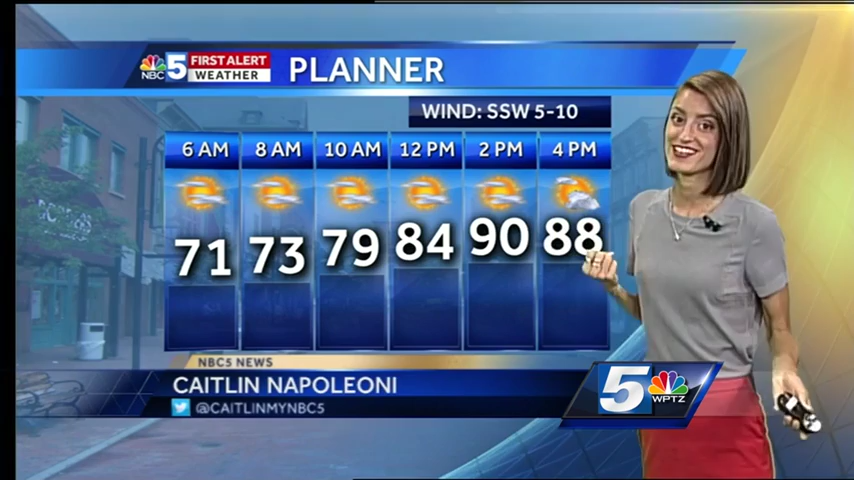 NBC 5 FIRST ALERT
WEATHER
PLANNER
WIND: SSW 5-10
6 AM 8 AM 10 AM 12 PM 2 PM 4 PM
71 73 79 84 90 88
NBC5 NEWS
CAITLIN NAPOLEONI
@CAITLINMYNBC5
5 WPTZ